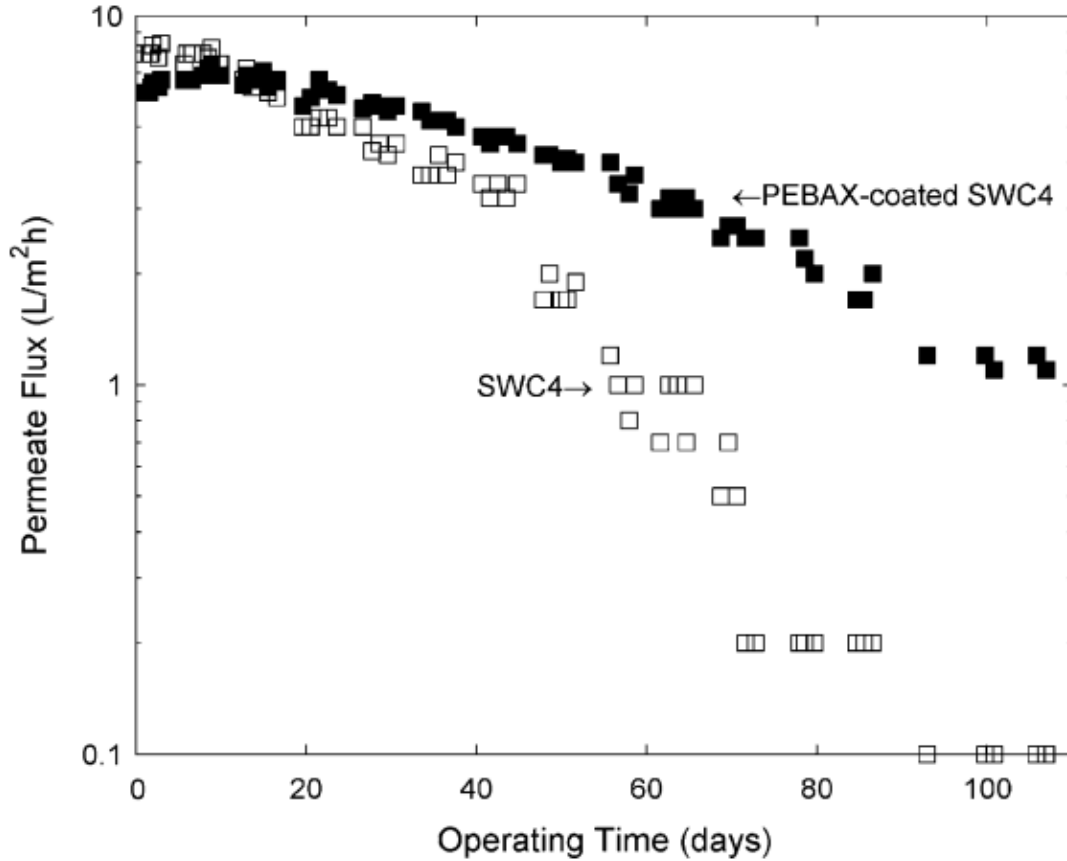 10
←PEBAX-coated SWC4
Permeate Flux (L/m²h)
SWC4→
1
0.1
0 20 40 60 80 100
Operating Time (days)